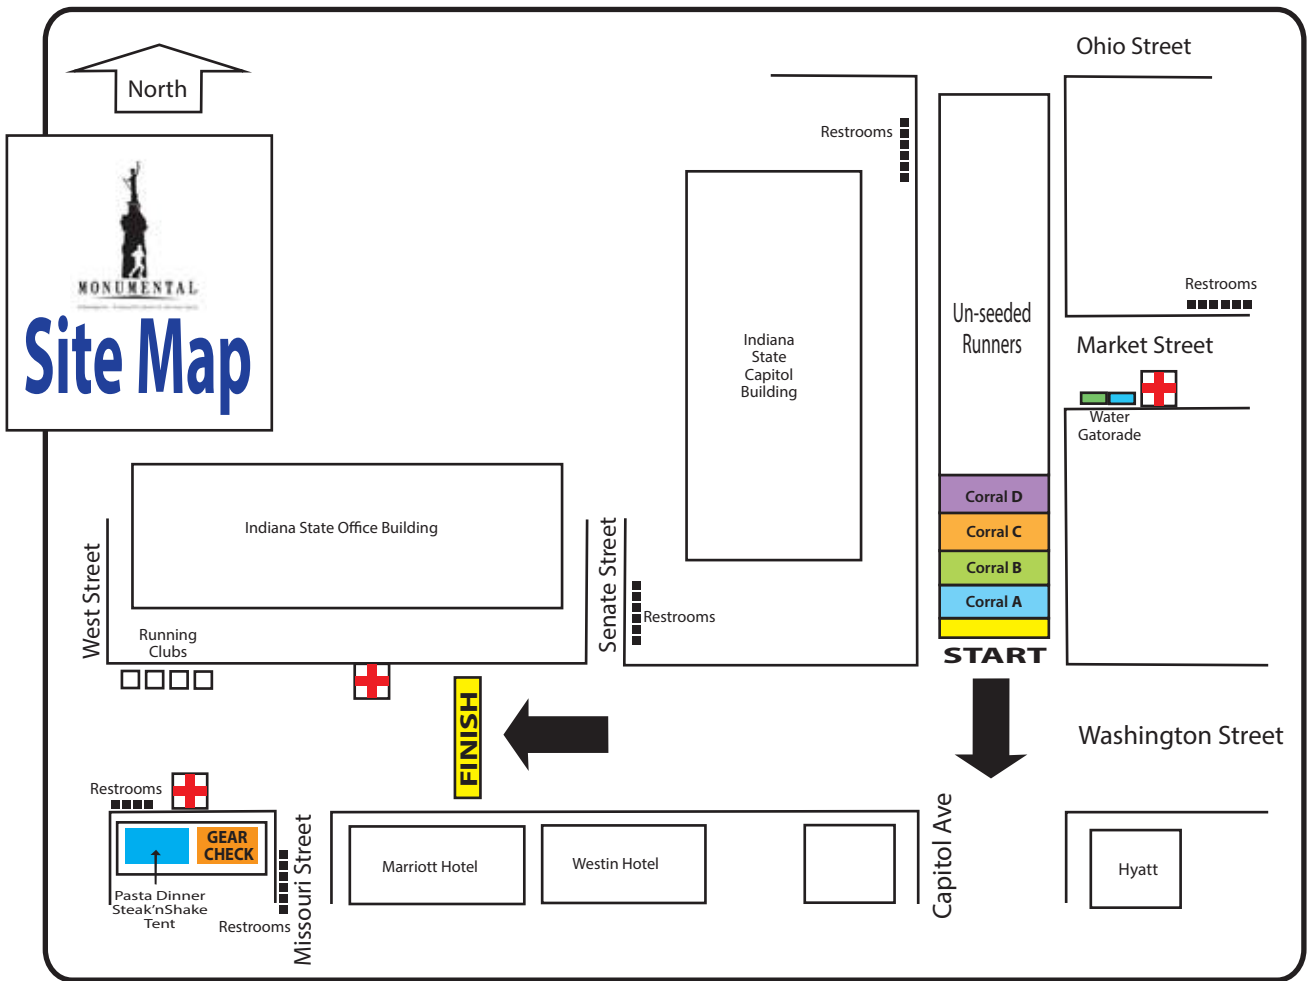 Ohio Street
North
Restrooms
MONUMENTAL
Site Map
Restrooms
Un-seeded
Runners
Indiana
State
Capitol
Building
Market Street
Water
Gatorade
Corral D
Corral C
Corral B
Corral A
START
Indiana State Office Building
West Street
Senate Street
Restrooms
Running
Clubs
FINISH
Washington Street
Restrooms
GEAR
CHECK
Pasta Dinner
Steak'nShake
Tent
Restrooms
Missouri Street
Marriott Hotel
Westin Hotel
Capitol Ave
Hyatt